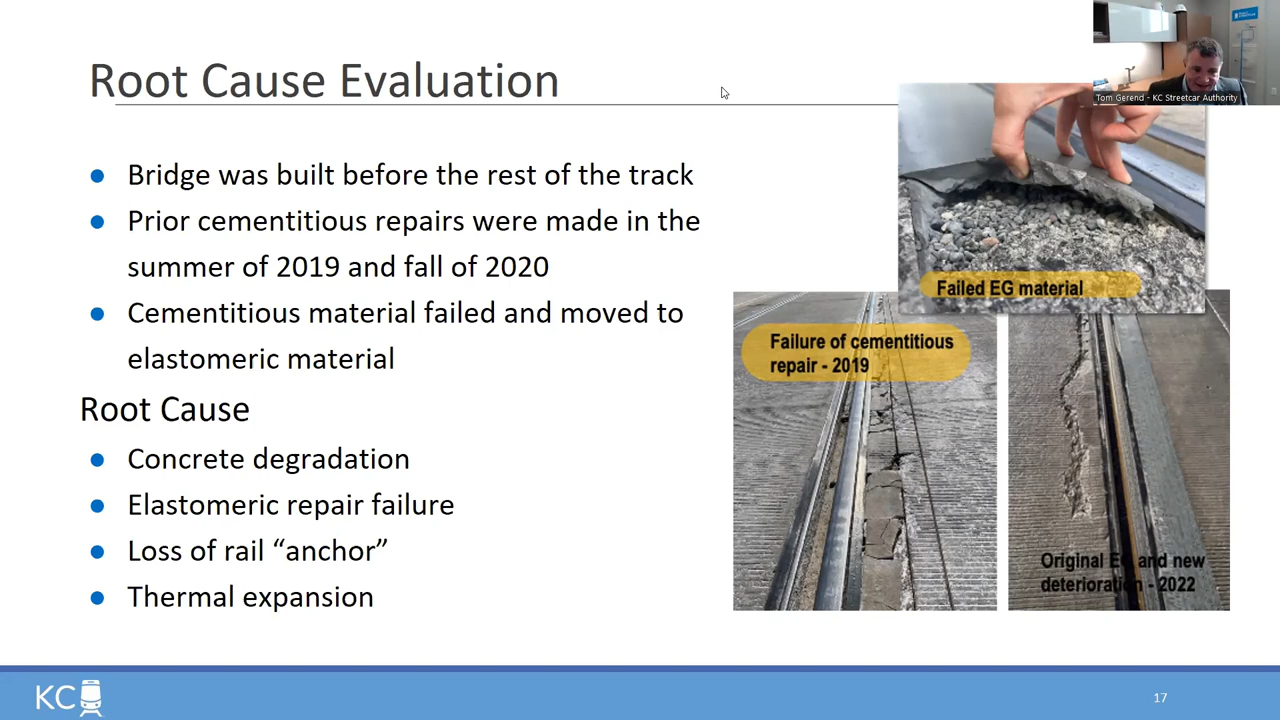 Root Cause Evaluation
Tom Gerend - KC Streetcar Authority
● Bridge was built before the rest of the track
● Prior cementitious repairs were made in the
summer of 2019 and fall of 2020
● Cementitious material failed and moved to
elastomeric material
Root Cause
● Concrete degradation
● Elastomeric repair failure
● Loss of rail “anchor”
● Thermal expansion
Failed EG material
Failure of cementitious
repair - 2019
Original EG and new
deterioration - 2022
KC
17